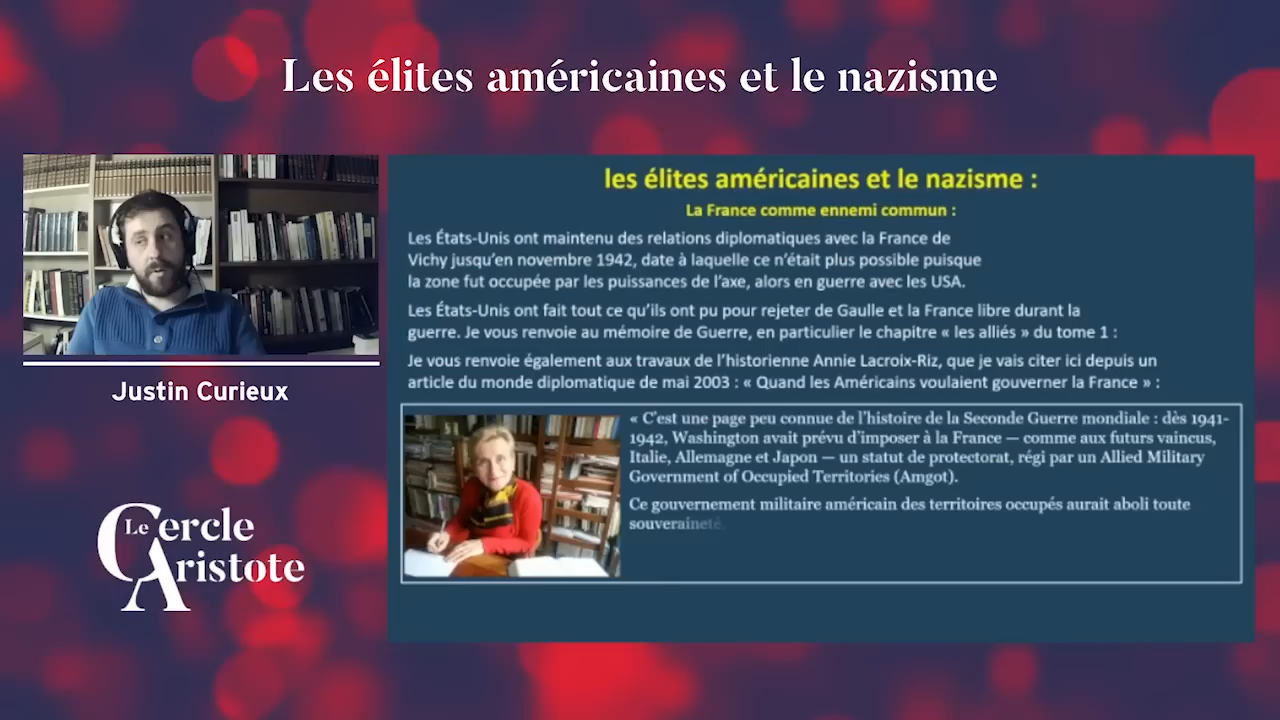 Les élites américaines et le nazisme
les élites américaines et le nazisme :
La France comme ennemi commun :
Les États-Unis ont maintenu des relations diplomatiques avec la France de
Vichy jusqu'en novembre 1942, date à laquelle ce n'était plus possible puisque
la zone fut occupée par les puissances de l'axe, alors en guerre avec les USA.
Les États-Unis ont fait tout ce qu'ils ont pu pour rejeter de Gaulle et la France libre durant la
guerre. Je vous renvoie au mémoire de Guerre, en particulier le chapitre « les alliés » du tome 1 :
Je vous renvoie également aux travaux de l'historienne Annie Lacroix-Riz, que je vais citer ici depuis un
article du monde diplomatique de mai 2003 : « Quand les Américains voulaient gouverner la France » :
« C'est une page peu connue de l'histoire de la Seconde Guerre mondiale : dès 1941-
1942, Washington avait prévu d'imposer à la France — comme aux futurs vaincus,
Italie, Allemagne et Japon — un statut de protectorat, régi par un Allied Military
Government of Occupied Territories (Amgot).
Ce gouvernement militaire américain des territoires occupés aurait aboli toute
souveraineté,
Justin Curieux
Le Cercle
Aristote